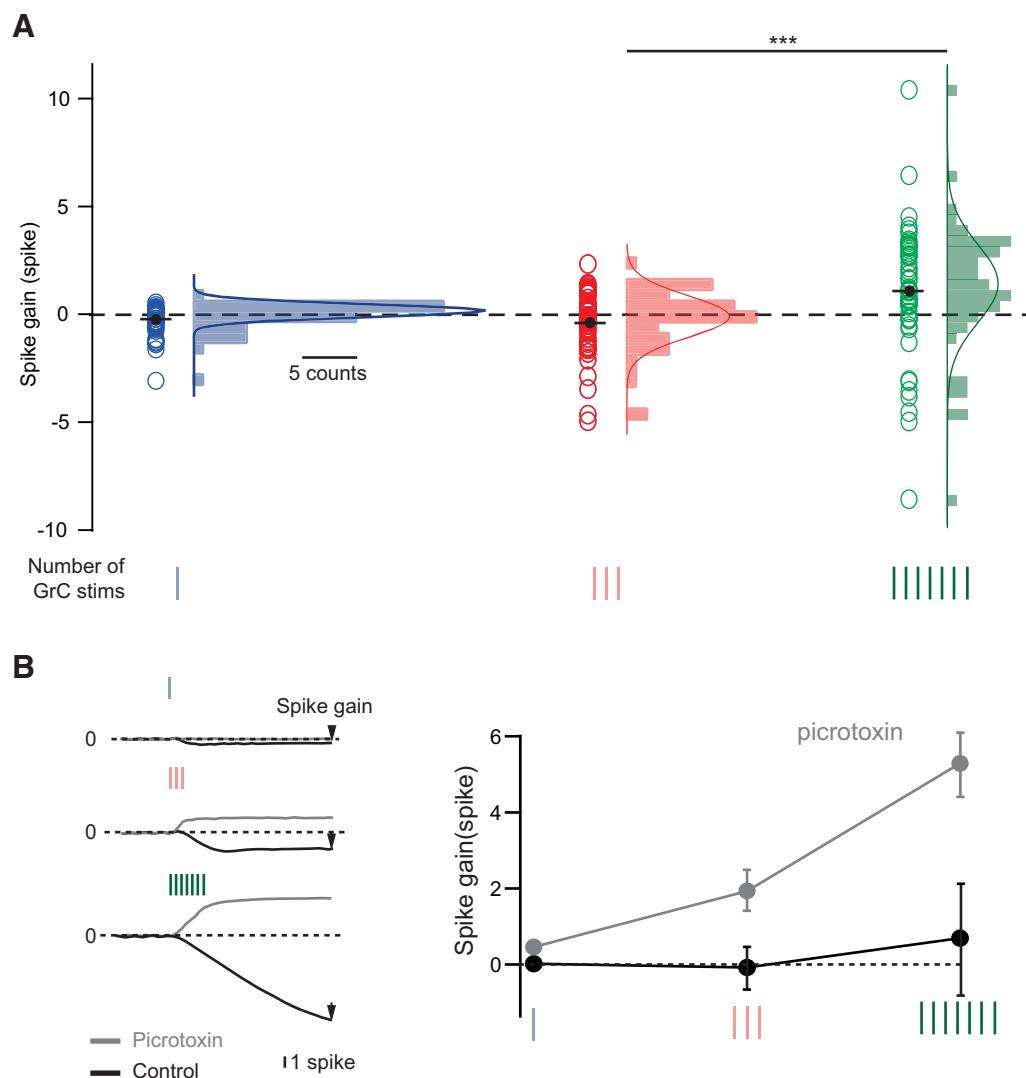 A
***
10
5
0
-5
-10
Spike gain (spike)
5 counts
Number of
GrC stims
B
Spike gain
0
0
0
Picrotoxin
Control
1 spike
picrotoxin
6
4
2
0
Spike gain(spike)